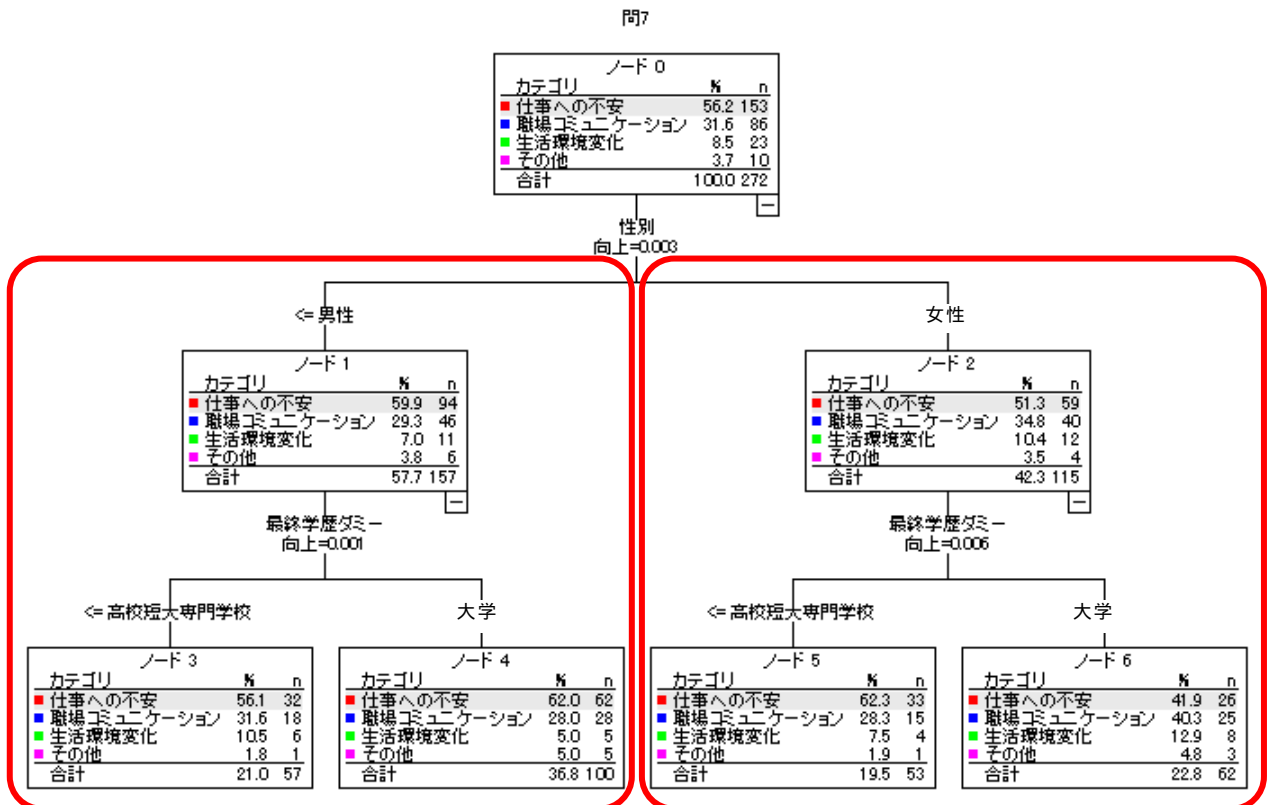 問7
ノード 0
カテゴリ % n
仕事への不安 56.2 153
職場コミュニケーション 31.6 86
生活環境変化 8.5 23
その他 3.7 10
合計 100.0 272
性別
向上=0.003
<= 男性
女性
ノード 1
カテゴリ % n
仕事への不安 59.9 94
職場コミュニケーション 29.3 46
生活環境変化 7.0 11
その他 3.8 6
合計 57.7 157
ノード 2
カテゴリ % n
仕事への不安 51.3 59
職場コミュニケーション 34.8 40
生活環境変化 10.4 12
その他 3.5 4
合計 42.3 115
最終学歴ダミー
向上=0.001
最終学歴ダミー
向上=0.006
<= 高校短大専門学校
大学
<= 高校短大専門学校
大学
ノード 3
カテゴリ % n
仕事への不安 56.1 32
職場コミュニケーション 31.6 18
生活環境変化 10.5 6
その他 1.8 1
合計 21.0 57
ノード 4
カテゴリ % n
仕事への不安 62.0 62
職場コミュニケーション 28.0 28
生活環境変化 5.0 5
その他 5.0 5
合計 36.8 100
ノード 5
カテゴリ % n
仕事への不安 62.3 33
職場コミュニケーション 28.3 15
生活環境変化 7.5 4
その他 1.9 1
合計 19.5 53
ノード 6
カテゴリ % n
仕事への不安 41.9 26
職場コミュニケーション 40.3 25
生活環境変化 12.9 8
その他 4.8 3
合計 22.8 62